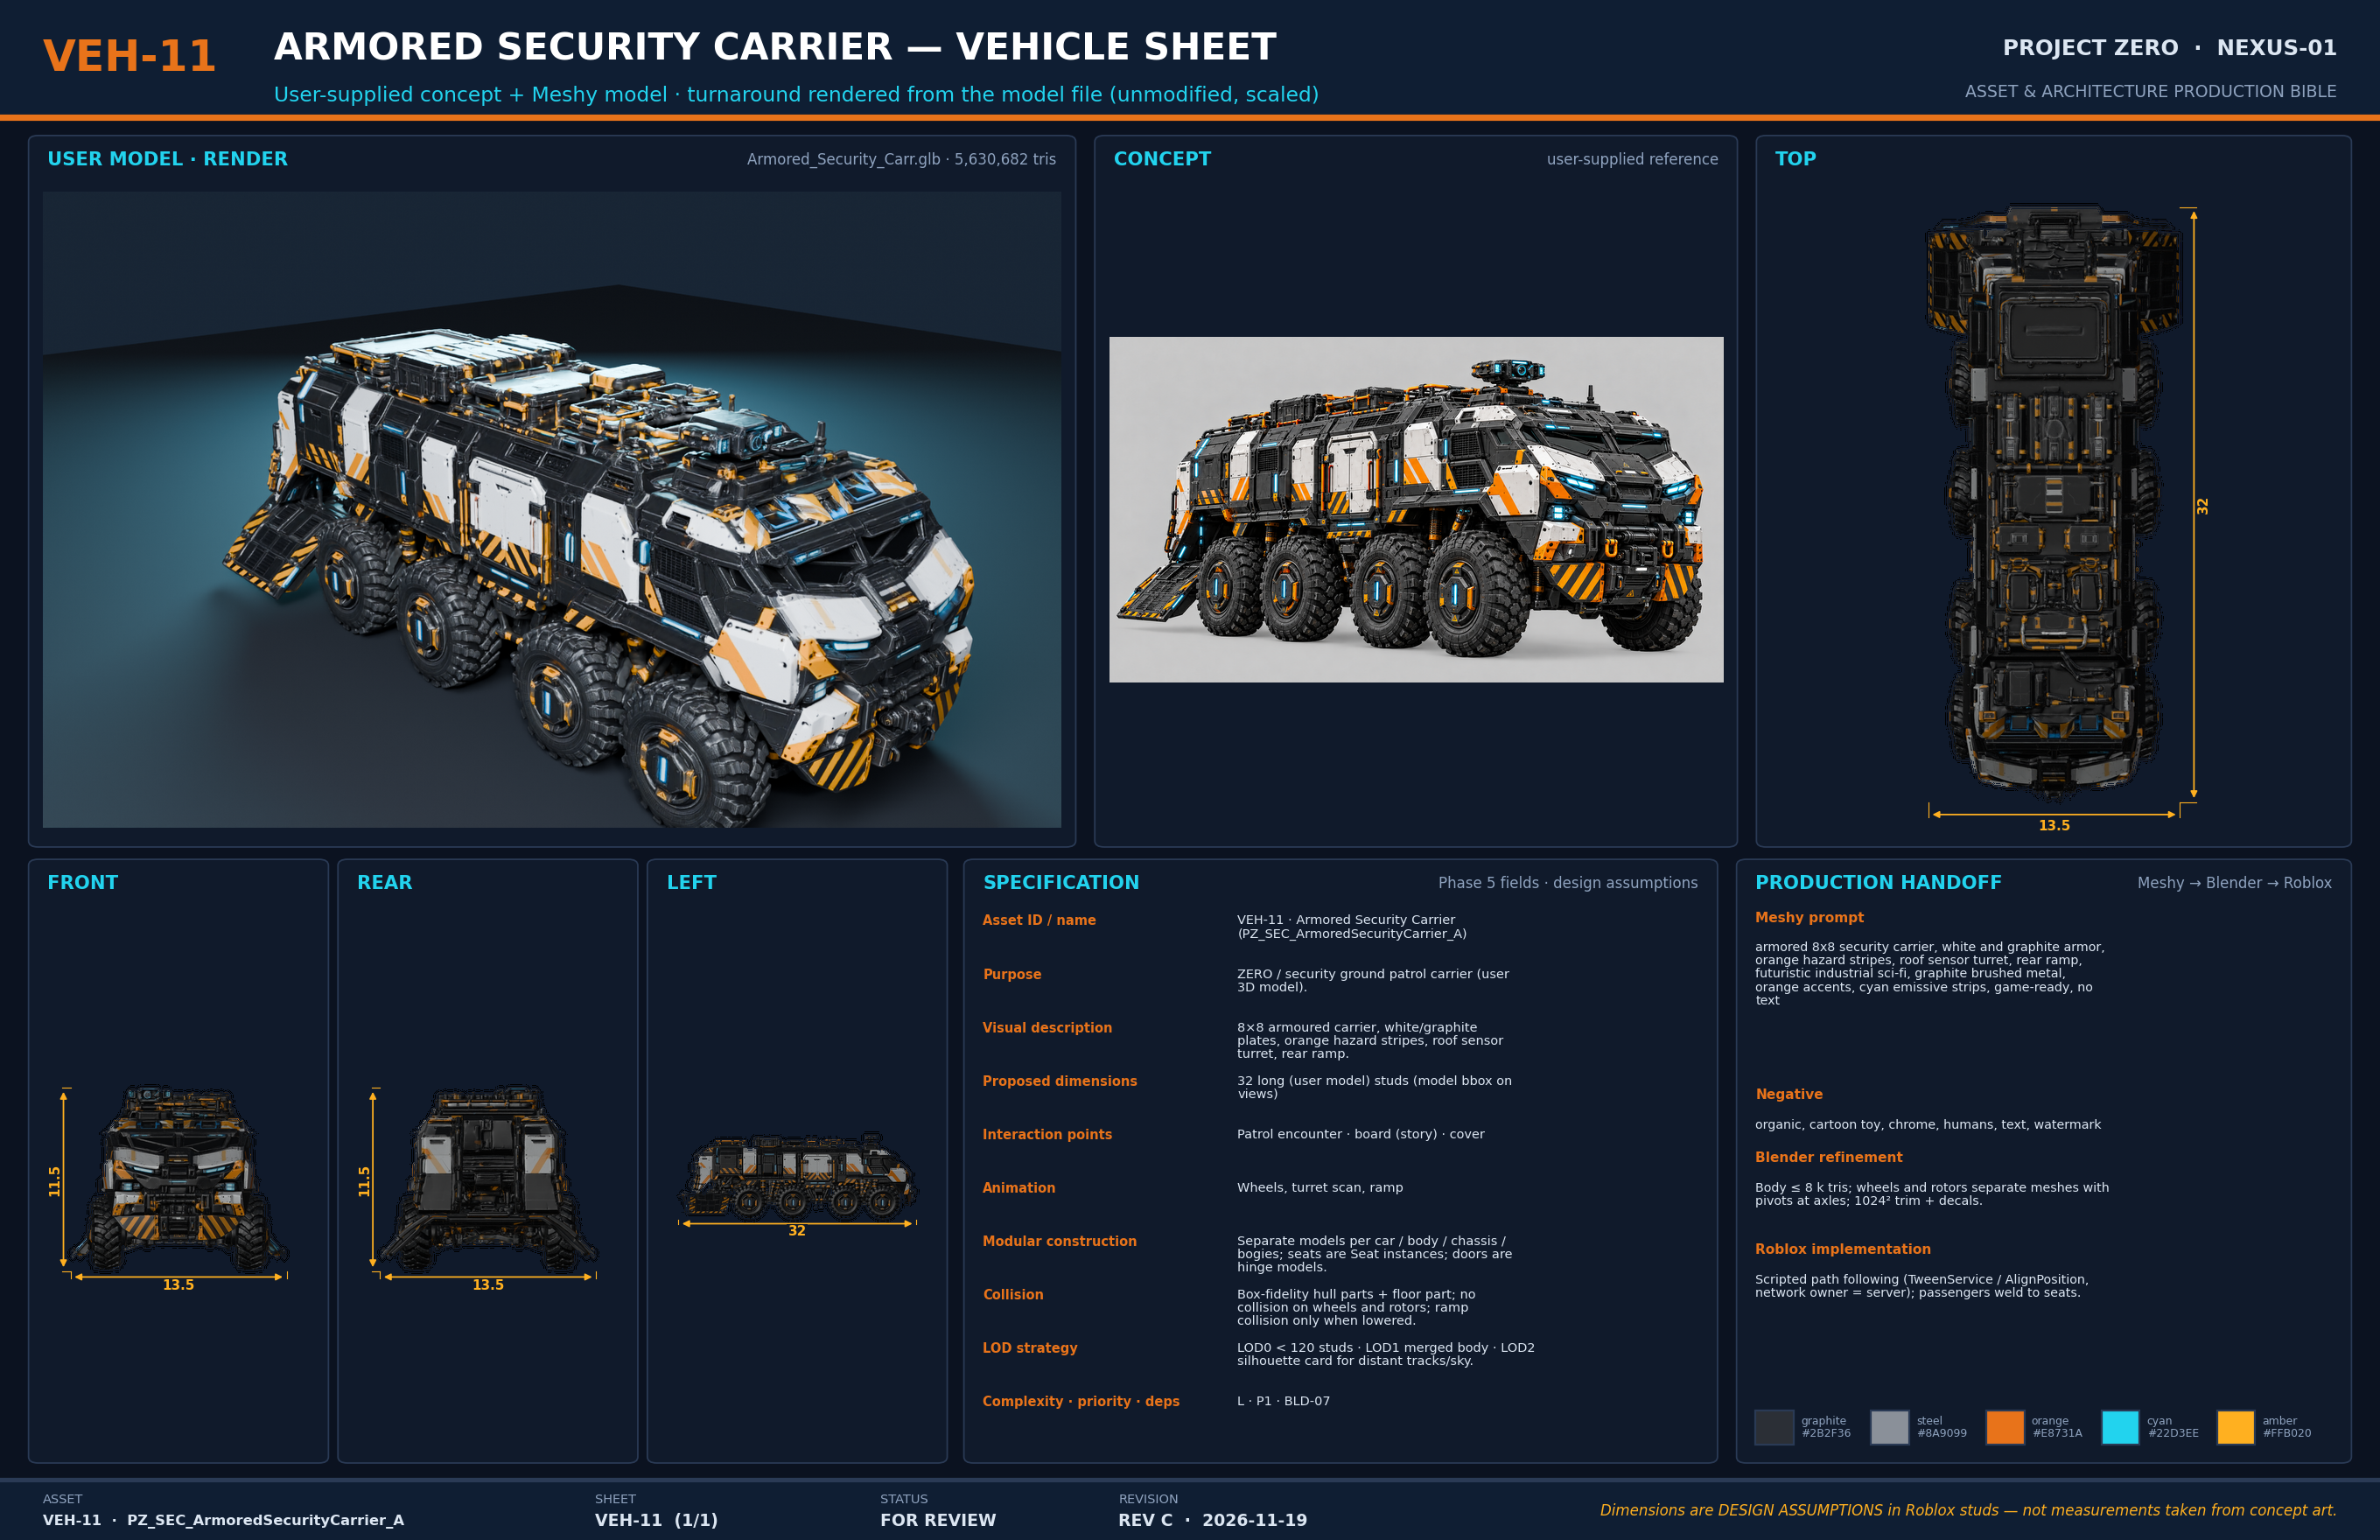 VEH-11
ARMORED SECURITY CARRIER — VEHICLE SHEET
User-supplied concept + Meshy model · turnaround rendered from the model file (unmodified, scaled)
PROJECT ZERO · NEXUS-01
ASSET & ARCHITECTURE PRODUCTION BIBLE
USER MODEL · RENDER
Armored_Security_Carr.glb · 5,630,682 tris
CONCEPT
user-supplied reference
TOP
32
13.5
FRONT
11.5
13.5
REAR
11.5
13.5
LEFT
32
SPECIFICATION
Phase 5 fields · design assumptions
Asset ID / name
VEH-11 · Armored Security Carrier
(PZ_SEC_ArmoredSecurityCarrier_A)
Purpose
ZERO / security ground patrol carrier (user
3D model).
Visual description
8×8 armoured carrier, white/graphite
plates, orange hazard stripes, roof sensor
turret, rear ramp.
Proposed dimensions
32 long (user model) studs (model bbox on
views)
Interaction points
Patrol encounter · board (story) · cover
Animation
Wheels, turret scan, ramp
Modular construction
Separate models per car / body / chassis /
bogies; seats are Seat instances; doors are
hinge models.
Collision
Box-fidelity hull parts + floor part; no
collision on wheels and rotors; ramp
collision only when lowered.
LOD strategy
LOD0 < 120 studs · LOD1 merged body · LOD2
silhouette card for distant tracks/sky.
Complexity · priority · deps
L · P1 · BLD-07
PRODUCTION HANDOFF
Meshy → Blender → Roblox
Meshy prompt
armored 8x8 security carrier, white and graphite armor,
orange hazard stripes, roof sensor turret, rear ramp,
futuristic industrial sci-fi, graphite brushed metal,
orange accents, cyan emissive strips, game-ready, no
text
Negative
organic, cartoon toy, chrome, humans, text, watermark
Blender refinement
Body ≤ 8 k tris; wheels and rotors separate meshes with
pivots at axles; 1024² trim + decals.
Roblox implementation
Scripted path following (TweenService / AlignPosition,
network owner = server); passengers weld to seats.
graphite
#2B2F36
steel
#8A9099
orange
#E8731A
cyan
#22D3EE
amber
#FFB020
ASSET
VEH-11 · PZ_SEC_ArmoredSecurityCarrier_A
SHEET
VEH-11 (1/1)
STATUS
FOR REVIEW
REVISION
REV C · 2026-11-19
Dimensions are DESIGN ASSUMPTIONS in Roblox studs — not measurements taken from concept art.